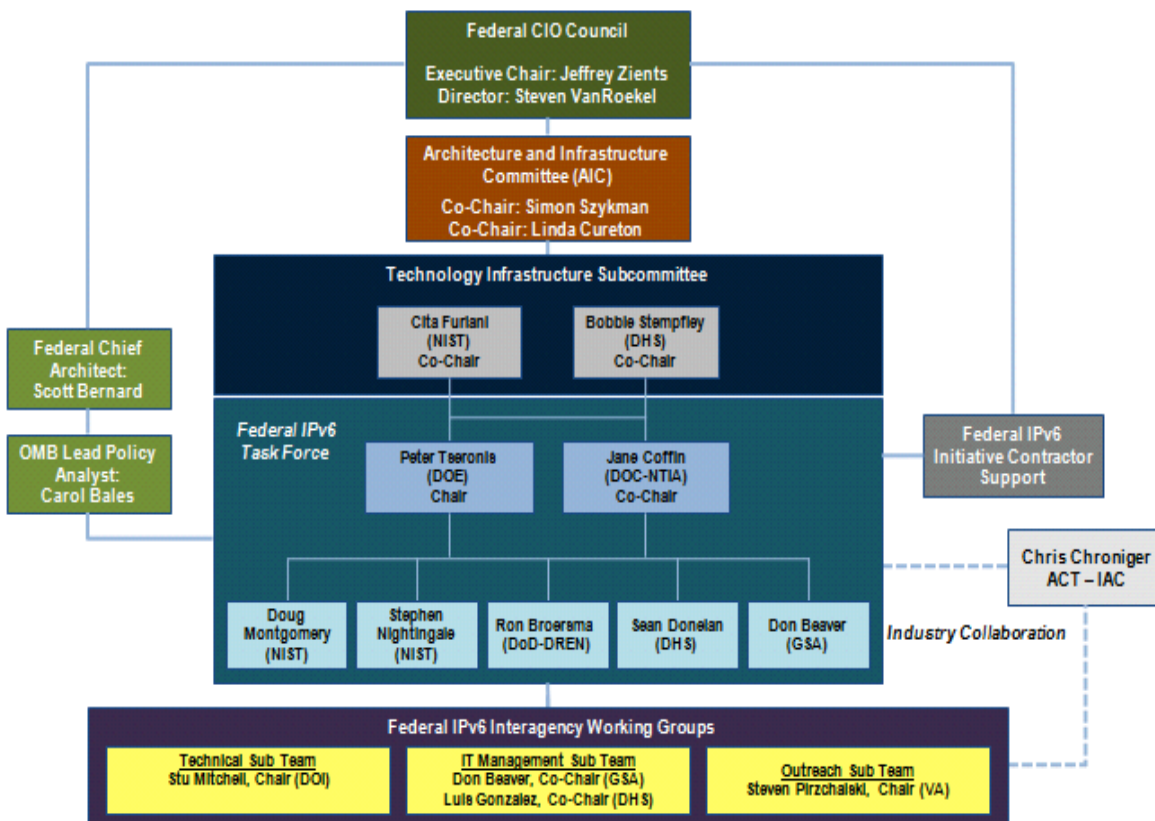 Federal CIO Council
Executive Chair: Jeffrey Zients
Director: Steven VanRoekel
Architecture and Infrastructure
Committee (AIC)
Co-Chair: Simon Szykman
Co-Chair: Linda Cureton
Technology Infrastructure Subcommittee
Cita Furlani
(NIST)
Co-Chair
Bobbie Stempfley
(DHS)
Co-Chair
Federal Chief
Architect:
Scott Bernard
OMB Lead Policy
Analyst:
Carol Bales
Federal IPv6
Task Force
Peter Tseronis
(DOE)
Chair
Jane Coffin
(DOC-NTIA)
Co-Chair
Federal IPv6
Initiative Contractor
Support
Chris Chroniger
ACT – IAC
Doug
Montgomery
(NIST)
Stephen
Nightingale
(NIST)
Ron Broersma
(DoD-DREN)
Sean Donelan
(DHS)
Don Beaver
(GSA)
Industry Collaboration
Federal IPv6 Interagency Working Groups
Technical Sub Team
Stu Mitchell, Chair (DOI)
IT Management Sub Team
Don Beaver, Co-Chair (GSA)
Luis Gonzalez, Co-Chair (DHS)
Outreach Sub Team
Steven Pirzchalski, Chair (VA)